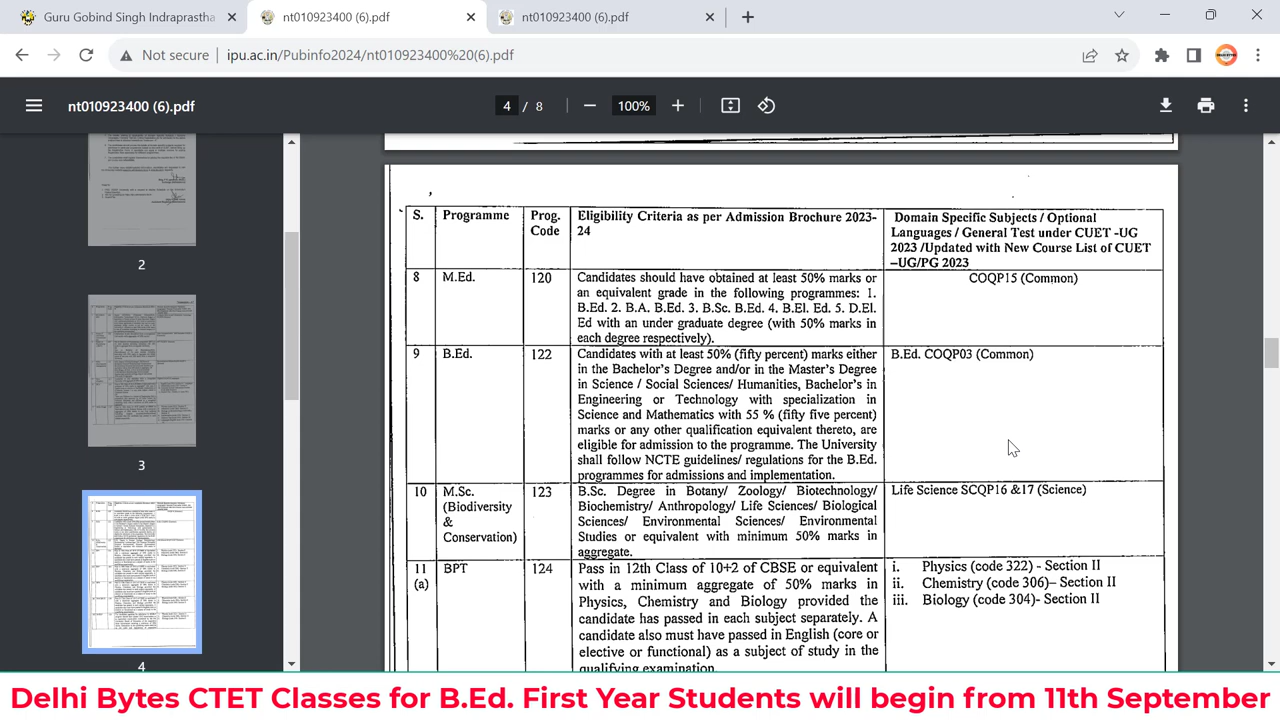 Guru Gobind Singh Indraprastha
nt010923400 (6).pdf
nt010923400 (6).pdf
Not secure
ipu.ac.in/Pubinfo2024/nt010923400%20(6).pdf
nt010923400 (6).pdf
4 / 8
100%
2
3
4
S. Programme Prog. Code
Eligibility Criteria as per Admission Brochure 2023-
24
Domain Specific Subjects / Optional
Languages / General Test under CUET -UG
2023 /Updated with New Course List of CUET
–UG/PG 2023
8 M.Ed. 120
Candidates should have obtained at least 50% marks or
an equivalent grade in the following programmes: 1.
B.Ed. 2. B.A. B.Ed. 3. B.Sc. B.Ed. 4. B.El. Ed. 5. D.El.
Ed with an under graduate degree (with 50% marks in
each degree respectively).
COQP15 (Common)
9 B.Ed. 122
Candidates with at least 50% (fifty percent) marks either
in the Bachelor's Degree and/or in the Master's Degree
in Science / Social Sciences/ Humanities, Bachelor's in
Engineering or Technology with specialization in
Science and Mathematics with 55 % (fifty five percent)
marks or any other qualification equivalent thereto, are
eligible for admission to the programme. The University
shall follow NCTE guidelines/ regulations for the B.Ed.
programmes for admissions and implementation.
B.Ed. COQP03 (Common)
10 M.Sc. 123
(Biodiversity
&
Conservation)
B.Sc. Degree in Botany/ Zoology/ Biotechnology/
Biochemistry/ Anthropology/ Life Sciences/ Biological
Sciences/ Environmental Sciences/ Environmental
Studies or equivalent with minimum 50% marks in
aggregate.
Life Science SCQP16 &17 (Science)
11 BPT 124
(a)
Pass in 12th Class of 10+2 of CBSE or equivalent
with minimum aggregate of 50% marks in
Physics, Chemistry and Biology provided the
candidate has passed in each subject separately. A
candidate also must have passed in English (core or
elective or functional) as a subject of study in the
qualifying examination.
i. Physics (code 322) - Section II
ii. Chemistry (code 306)– Section II
iii. Biology (code 304)- Section II
Delhi Bytes CTET Classes for B.Ed. First Year Students will begin from 11th September